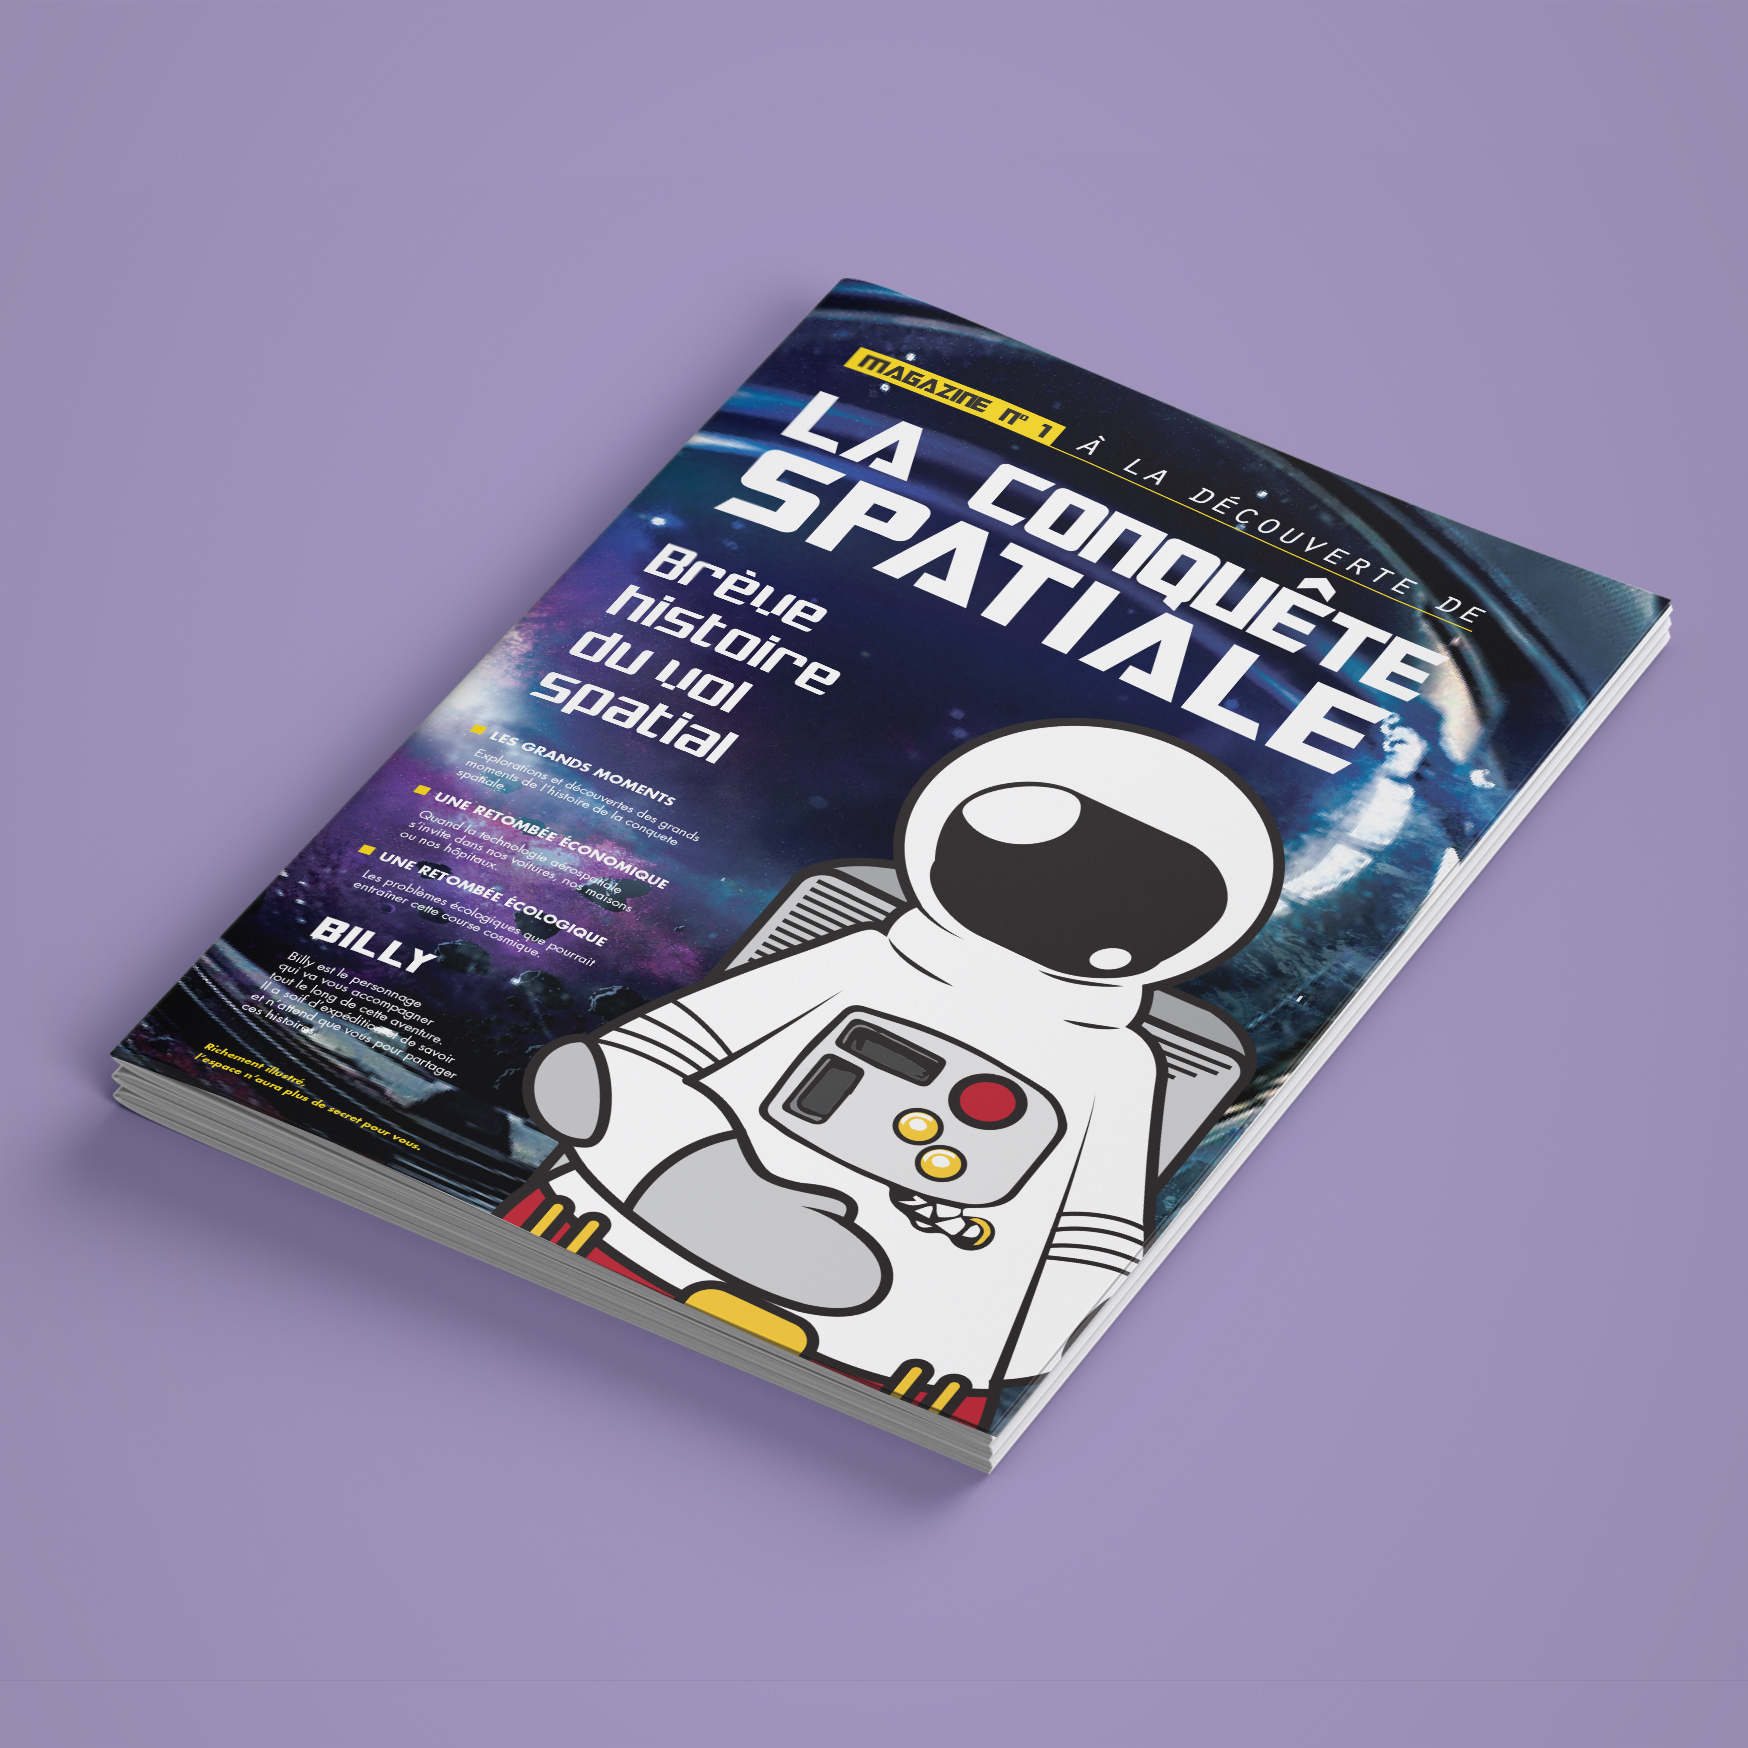 MAGAZINE N° 1 À LA DÉCOUVERTE DE
LA CONQUÊTE
SPATIALE
Brève
histoire
du vol
spatial
LES GRANDS MOMENTS
Explorations et découvertes des grands
moments de l'histoire de la conquete
spatiale.
UNE RETOMBÉE ÉCONOMIQUE
Quand la technologie aérospatiale
s'invite dans nos voitures, nos maisons
ou nos hôpitaux.
UNE RETOMBÉE ÉCOLOGIQUE
Les problèmes écologiques que pourrait
entraîner cette course cosmique.
BILLY
Billy est le personnage
qui va vous accompagner
tout le long de cette aventure.
Il a soif d'expédition et de savoir
et n'attend que vous pour partager
ces histoires.
Richement illustré,
l'espace n'aura plus de secret pour vous.